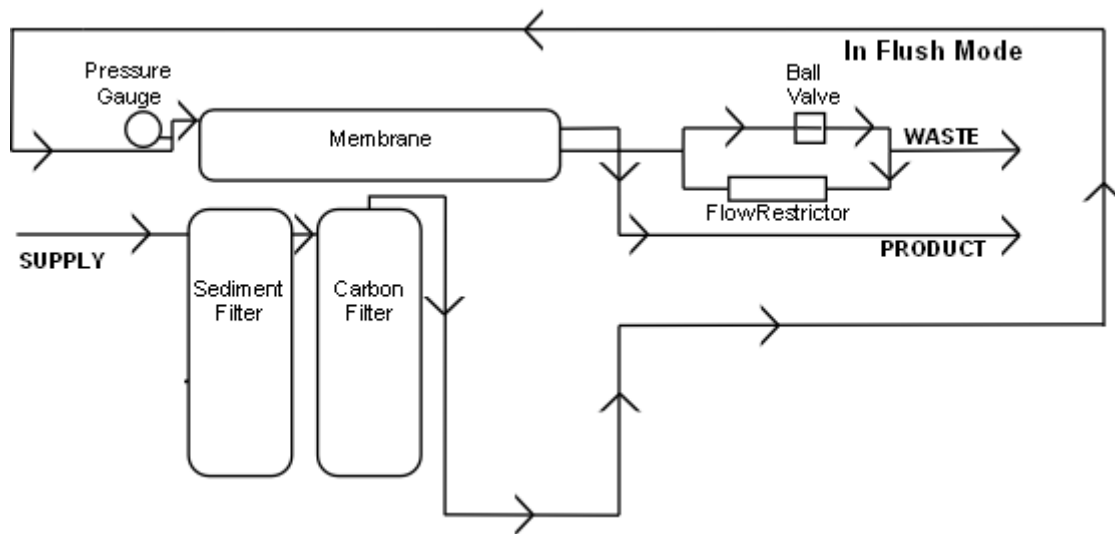 In Flush Mode
Pressure
Gauge
Ball
Valve
Membrane
WASTE
FlowRestrictor
SUPPLY
PRODUCT
Sediment
Filter
Carbon
Filter